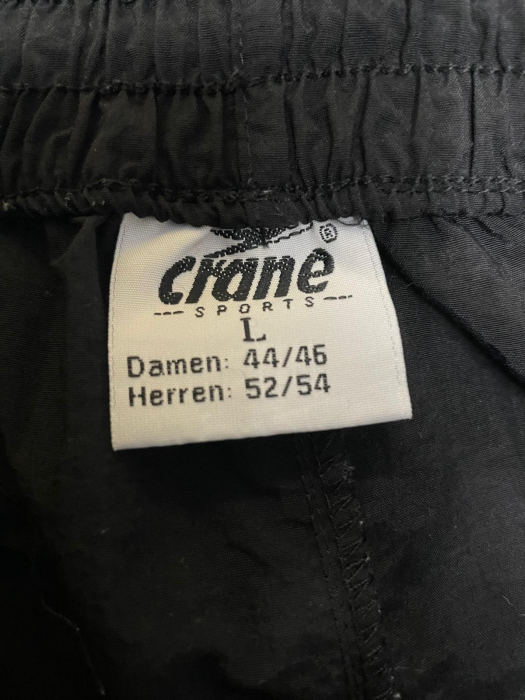 ®
crane
--- SPORTS ---
L
Damen: 44/46
Herren: 52/54